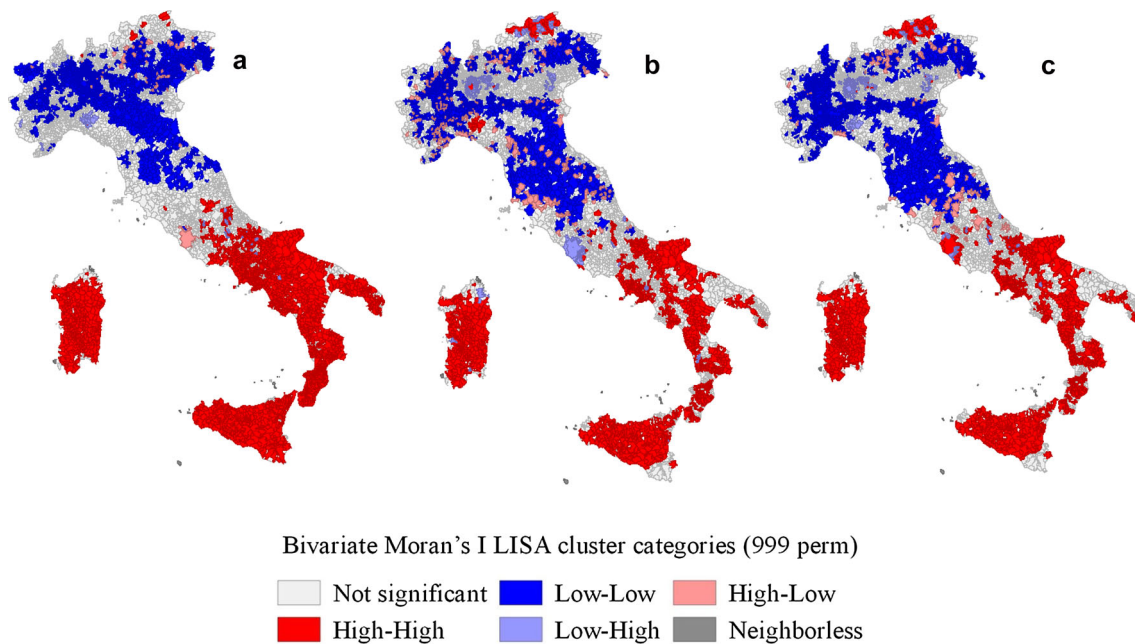 a
b
c
Bivariate Moran's I LISA cluster categories (999 perm)
Not significant
Low-Low
High-Low
High-High
Low-High
Neighborless